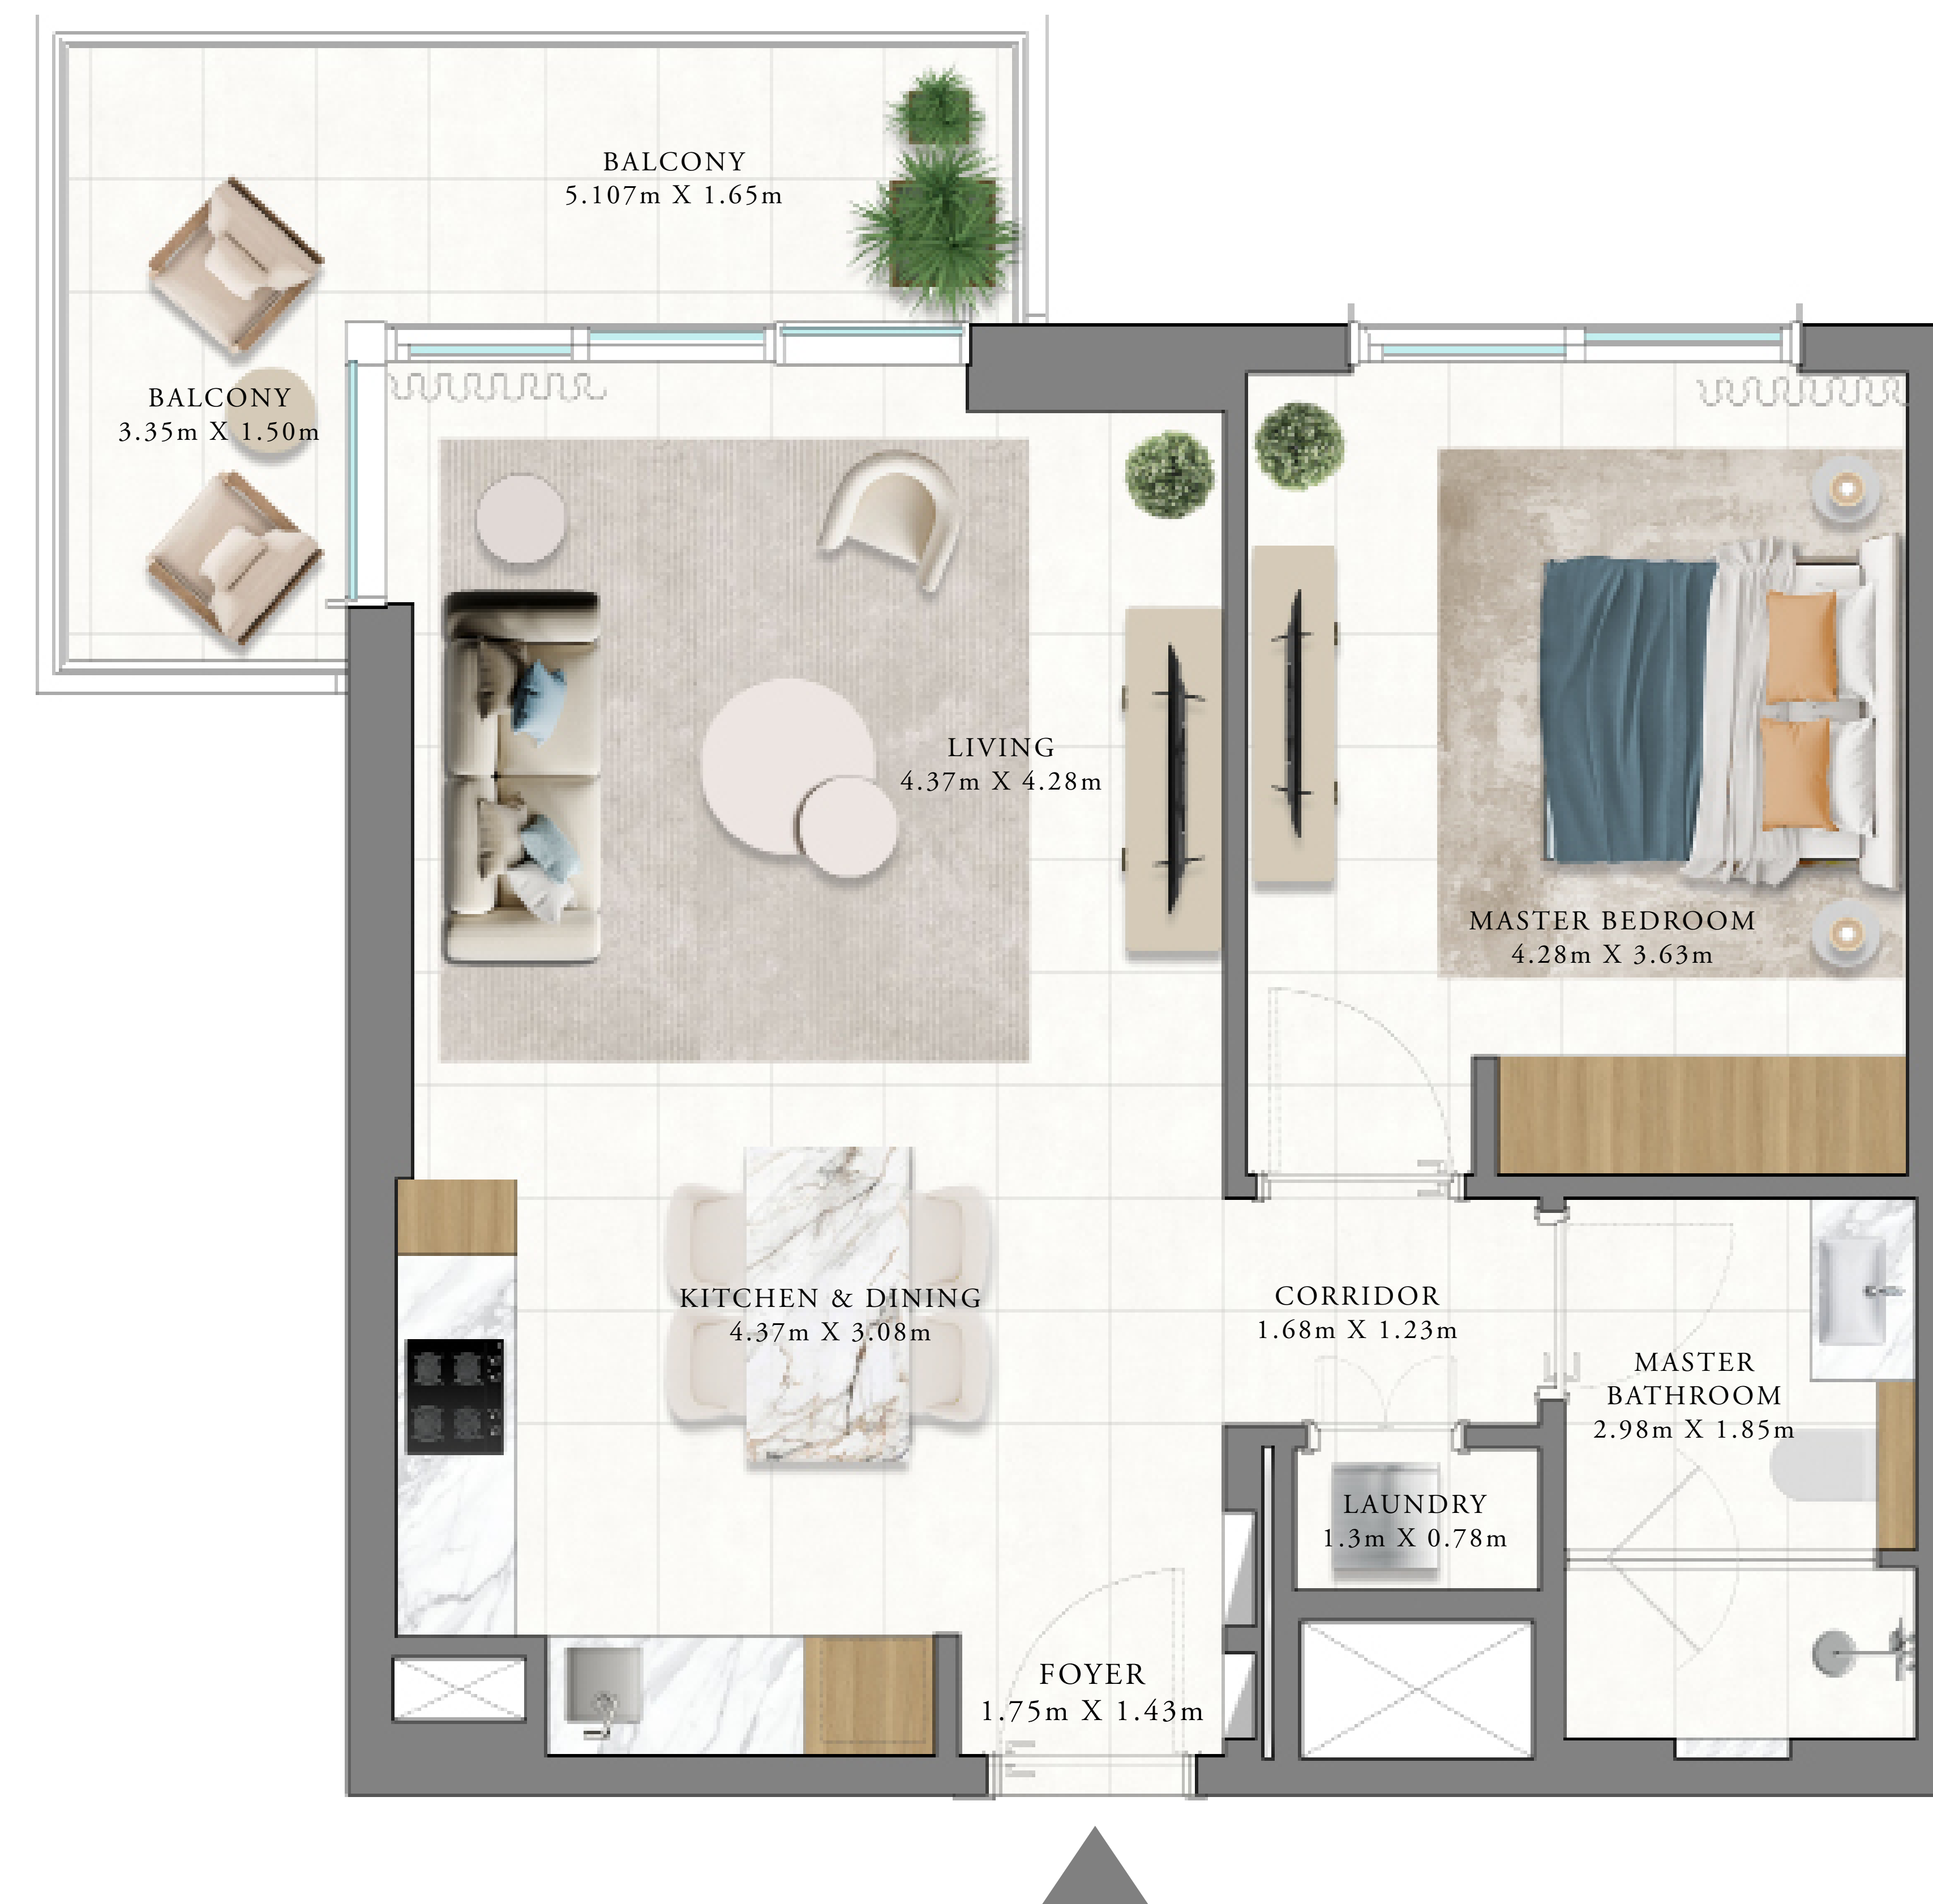 BALCONY
5.107m X 1.65m
BALCONY
3.35m X 1.50m
LIVING
4.37m X 4.28m
MASTER BEDROOM
4.28m X 3.63m
KITCHEN & DINING
4.37m X 3.08m
CORRIDOR
1.68m X 1.23m
MASTER
BATHROOM
2.98m X 1.85m
LAUNDRY
1.3m X 0.78m
FOYER
1.75m X 1.43m